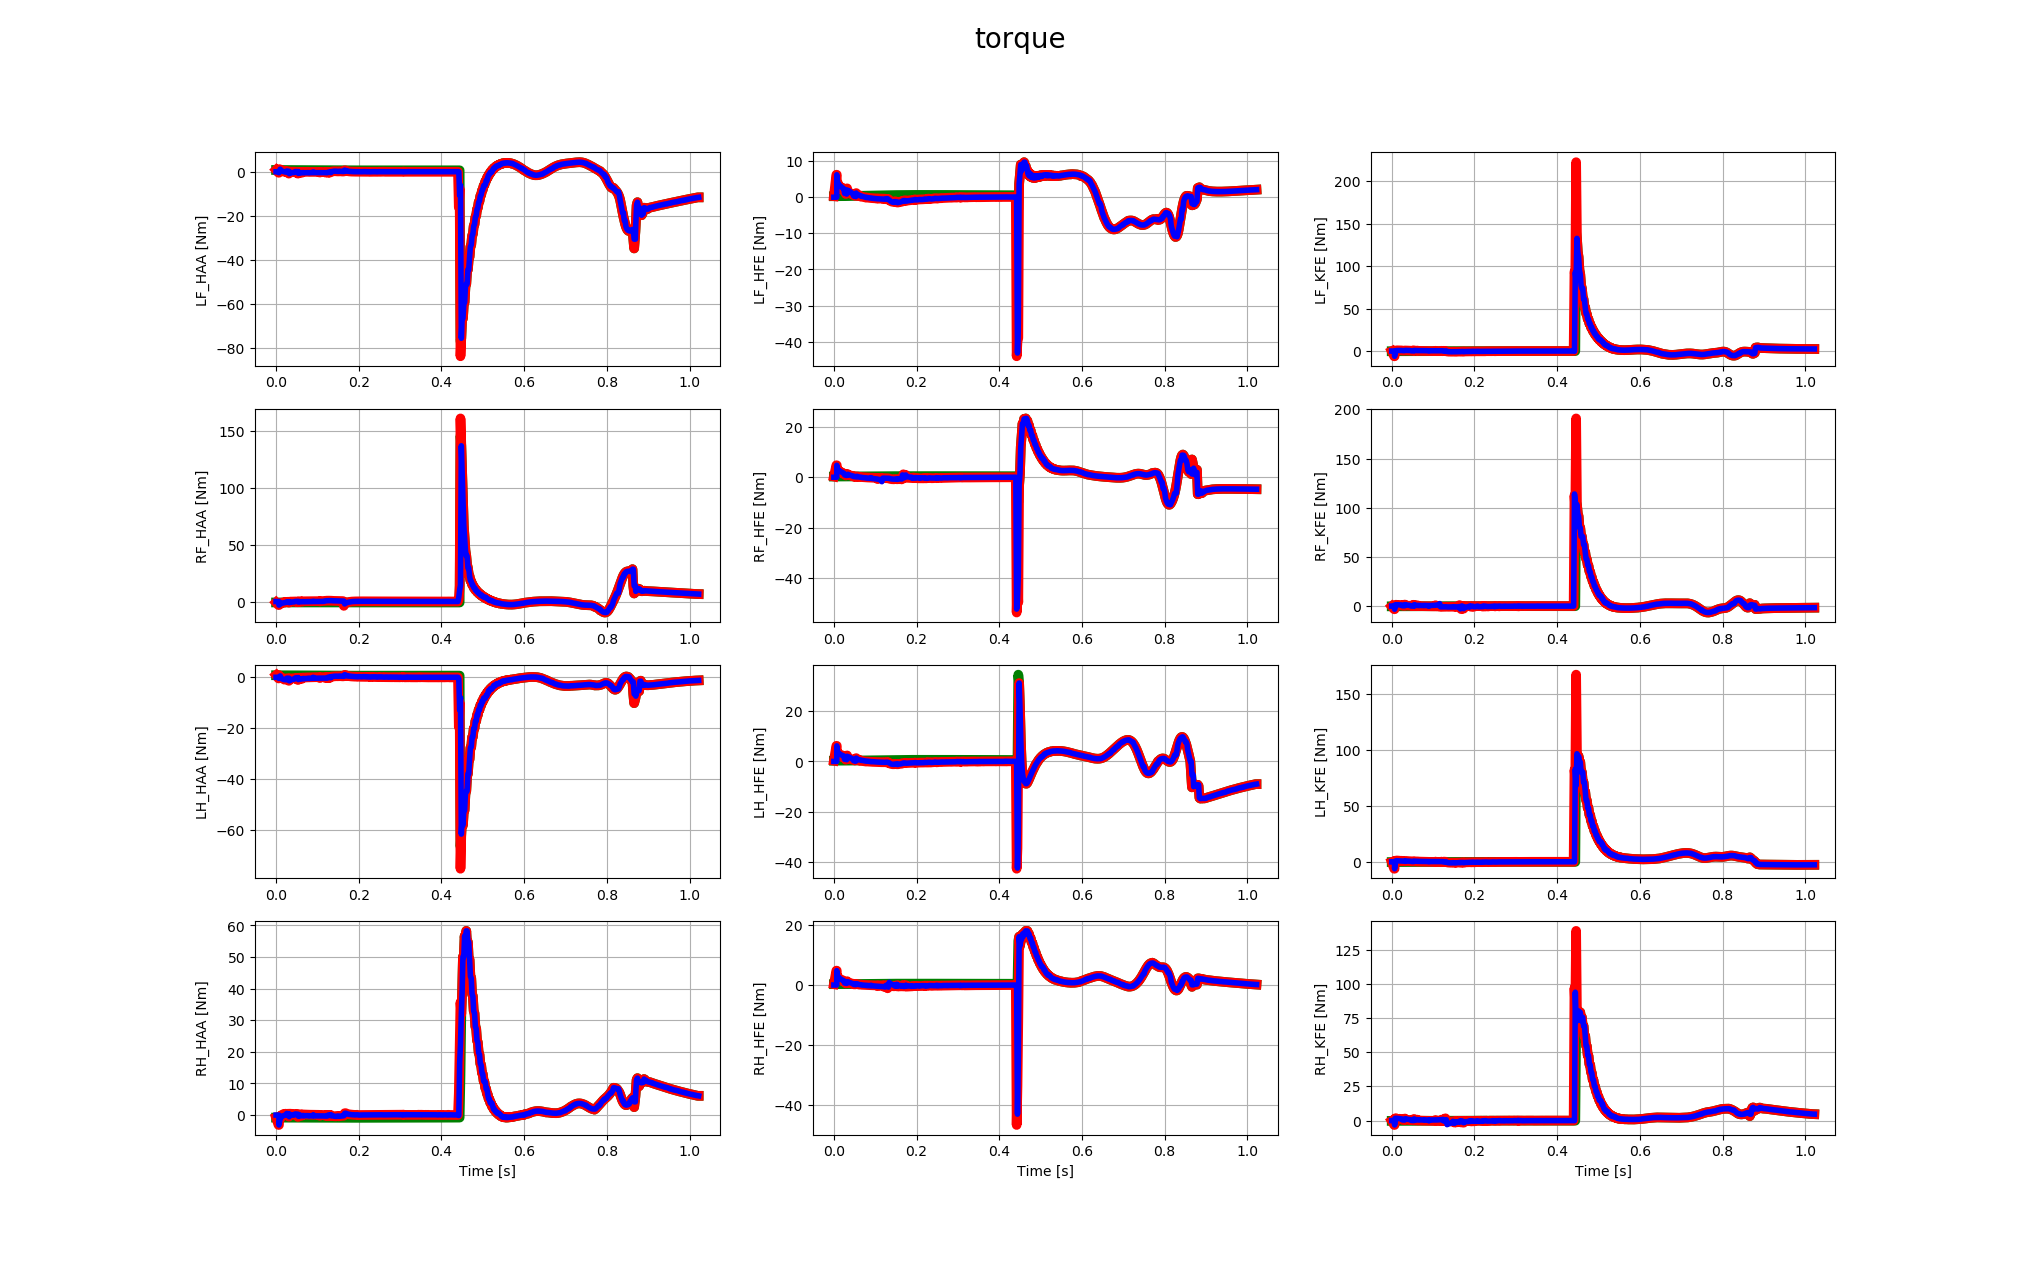 torque
LF_HAA [Nm]
0
−20
−40
−60
−80
0.0 0.2 0.4 0.6 0.8 1.0
LF_HFE [Nm]
10
0
−10
−20
−30
−40
0.0 0.2 0.4 0.6 0.8 1.0
LF_KFE [Nm]
200
150
100
50
0
0.0 0.2 0.4 0.6 0.8 1.0
RF_HAA [Nm]
150
100
50
0
0.0 0.2 0.4 0.6 0.8 1.0
RF_HFE [Nm]
20
0
−20
−40
0.0 0.2 0.4 0.6 0.8 1.0
RF_KFE [Nm]
200
150
100
50
0
0.0 0.2 0.4 0.6 0.8 1.0
LH_HAA [Nm]
0
−20
−40
−60
0.0 0.2 0.4 0.6 0.8 1.0
LH_HFE [Nm]
20
0
−20
−40
0.0 0.2 0.4 0.6 0.8 1.0
LH_KFE [Nm]
150
100
50
0
0.0 0.2 0.4 0.6 0.8 1.0
RH_HAA [Nm]
60
50
40
30
20
10
0
0.0 0.2 0.4 0.6 0.8 1.0
Time [s]
RH_HFE [Nm]
20
0
−20
−40
0.0 0.2 0.4 0.6 0.8 1.0
Time [s]
RH_KFE [Nm]
125
100
75
50
25
0
0.0 0.2 0.4 0.6 0.8 1.0
Time [s]